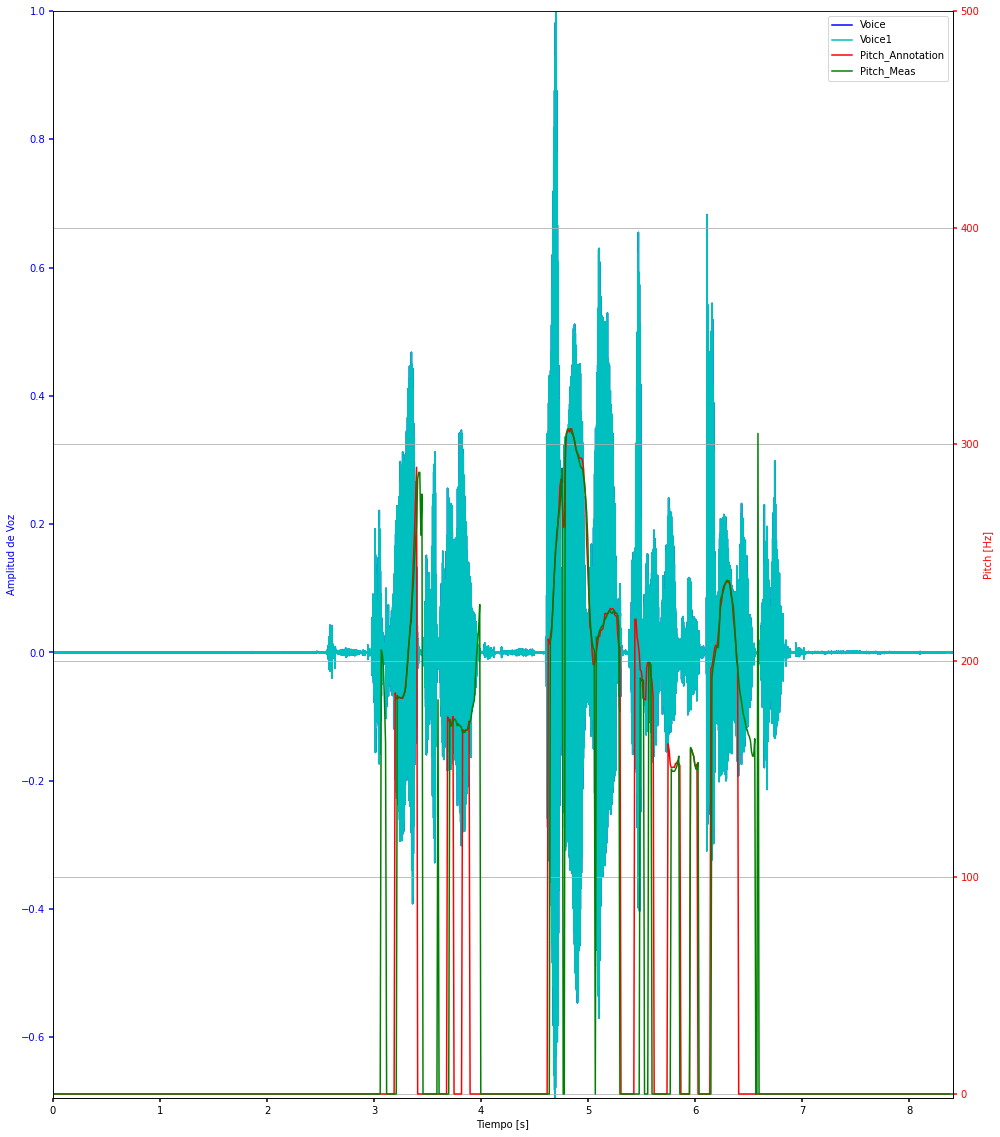 Voice
Voice1
Pitch_Annotation
Pitch_Meas
1.0
0.8
0.6
0.4
0.2
0.0
−0.2
−0.4
−0.6
Amplitud de Voz
500
400
300
200
100
0
Pitch [Hz]
0 1 2 3 4 5 6 7 8
Tiempo [s]